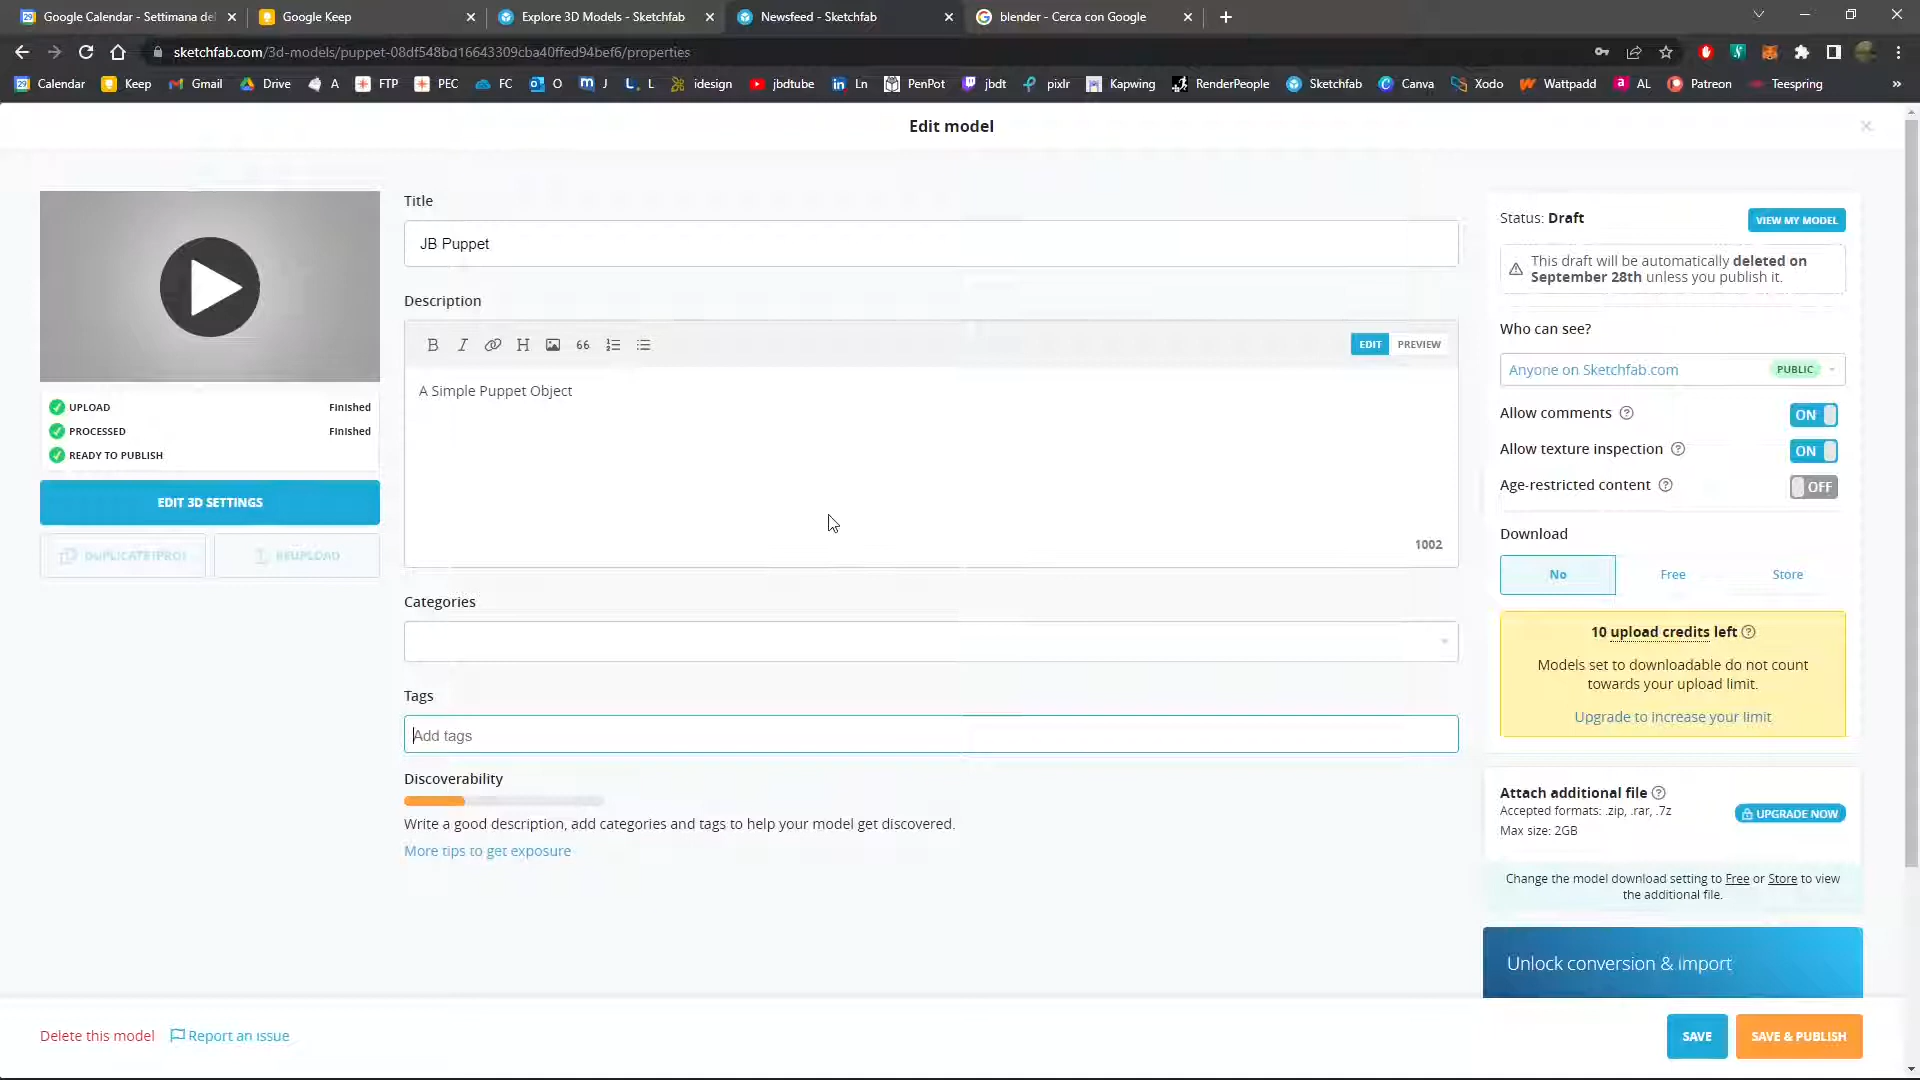 Google Calendar - Settimana de
Google Keep
Explore 3D Models - Sketchfab
Newsfeed - Sketchfab
blender - Cerca con Google
sketchfab.com/3d-models/puppet-08df548bd16643309cba40ffed94bef6/properties
Calendar
Keep
Gmail
Drive
A
FTP
PEC
FC
O
J
L
idesign
jbdtube
Ln
PenPot
jbdt
pixlr
Kapwing
RenderPeople
Sketchfab
Canva
Xodo
Wattpadd
AL
Patreon
Teespring
Edit model
UPLOAD Finished
PROCESSED Finished
READY TO PUBLISH
EDIT 3D SETTINGS
DUPLICATE (PRO)
REUPLOAD
Title
JB Puppet
Description
B I H 66
EDIT PREVIEW
A Simple Puppet Object
1002
Categories
Tags
Add tags
Discoverability
Write a good description, add categories and tags to help your model get discovered.
More tips to get exposure
Status: Draft
VIEW MY MODEL
This draft will be automatically deleted on
September 28th unless you publish it.
Who can see?
Anyone on Sketchfab.com PUBLIC
Allow comments ON
Allow texture inspection ON
Age-restricted content OFF
Download
No Free Store
10 upload credits left
Models set to downloadable do not count
towards your upload limit.
Upgrade to increase your limit
Attach additional file
Accepted formats: .zip, .rar, .7z
Max size: 2GB
UPGRADE NOW
Change the model download setting to Free or Store to view
the additional file.
Unlock conversion & import
Delete this model
Report an issue
SAVE
SAVE & PUBLISH